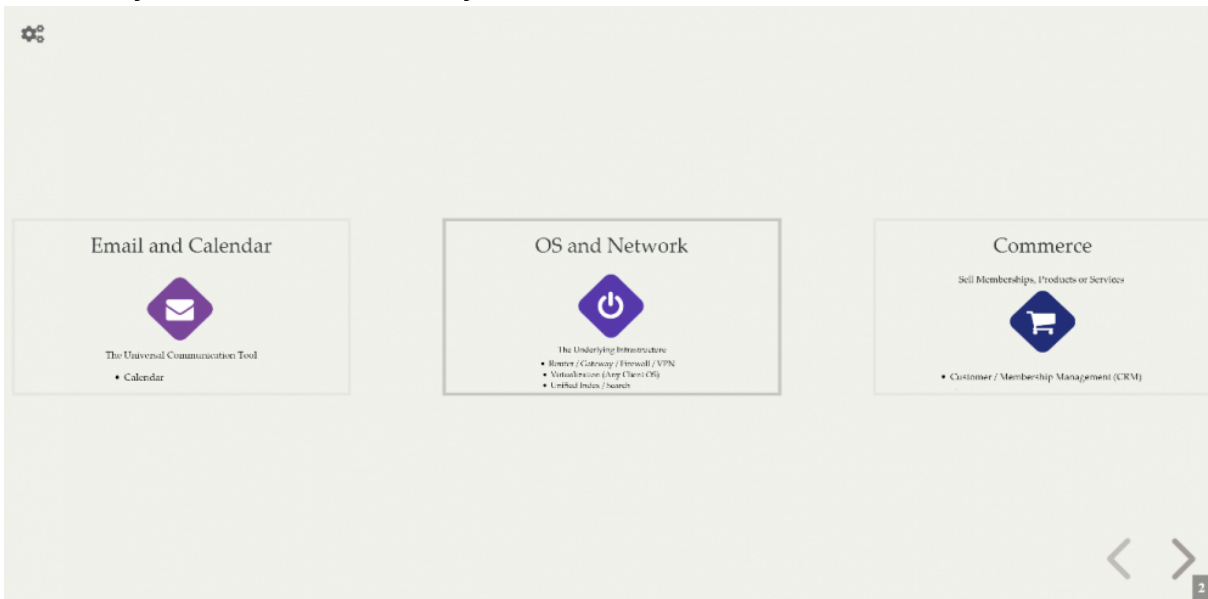 Email and Calendar
The Universal Communication Tool
• Calendar
OS and Network
The Underlying Infrastructure
• Router / Gateway / Firewall / VPN
• Virtualization (Any Client OS)
• Unified Index / Search
Commerce
Sell Memberships, Products or Services
• Customer / Membership Management (CRM)
2